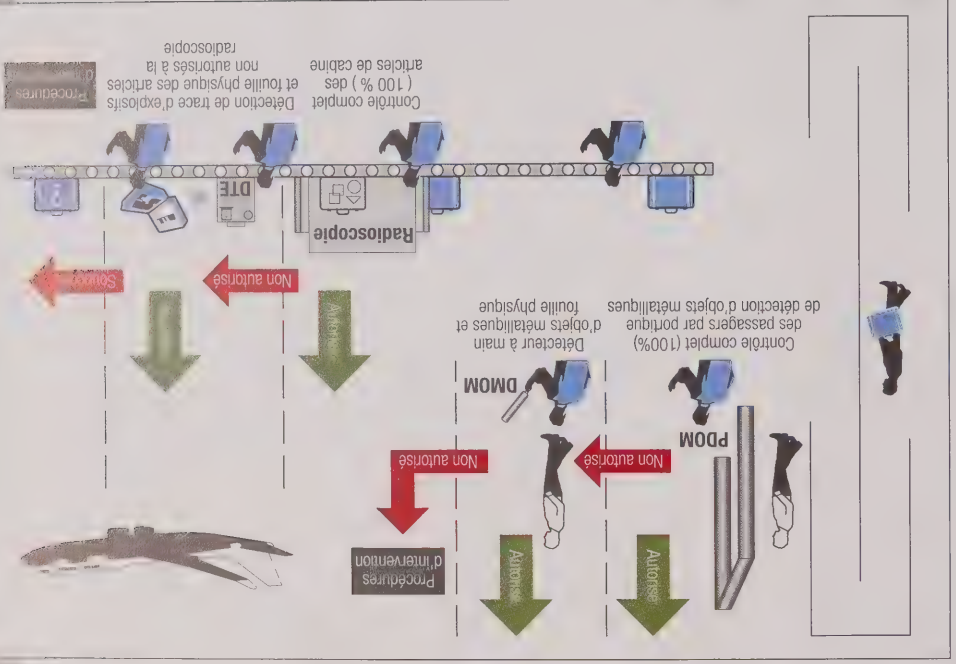 Autorisé
Autorisé
Procédures
d'intervention
Non autorisé
Non autorisé
PDOM
DMOM
Contrôle complet (100%)
des passagers par portique
de détection d'objets métalliques
Détecteur à main
d'objets métalliques et
fouille physique
Autorisé
Non autorisé
Radioscopie
DTE
Contrôle complet
( 100 % ) des
articles de cabine
Détection de trace d'explosifs
et fouille physique des articles
non autorisés à la
radioscopie
Procédures